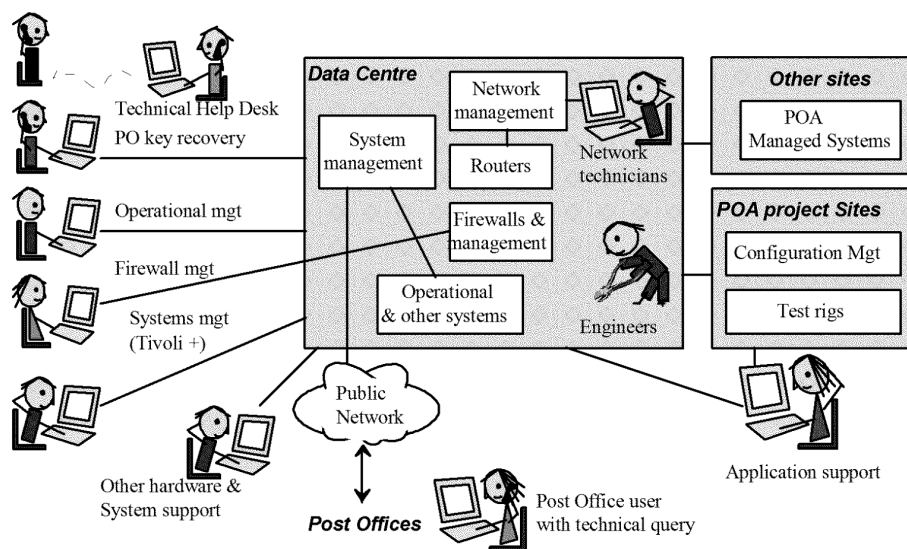 Technical Help Desk
PO key recovery
Operational mgt
Firewall mgt
Systems mgt
(Tivoli +)
Other hardware &
System support
Data Centre
System
management
Network
management
Routers
Network
technicians
Firewalls &
management
Operational
& other systems
Engineers
Other sites
POA
Managed Systems
POA project Sites
Configuration Mgt
Test rigs
Application support
Public
Network
Post Offices
Post Office user
with technical query